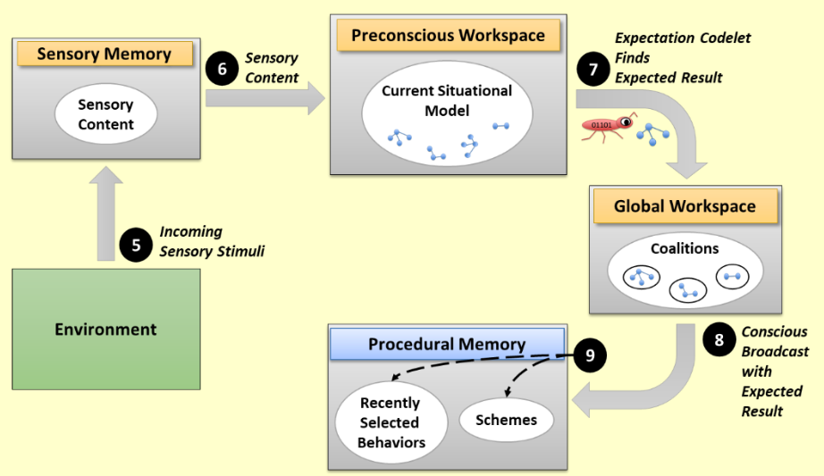 Sensory Memory
Sensory
Content
6
Sensory
Content
Preconscious Workspace
Current Situational
Model
7
Expectation Codelet
Finds
Expected Result
01101
Global Workspace
Coalitions
5
Incoming
Sensory Stimuli
Environment
8
Conscious
Broadcast
with
Expected
Result
Procedural Memory
9
Recently
Selected
Behaviors
Schemes